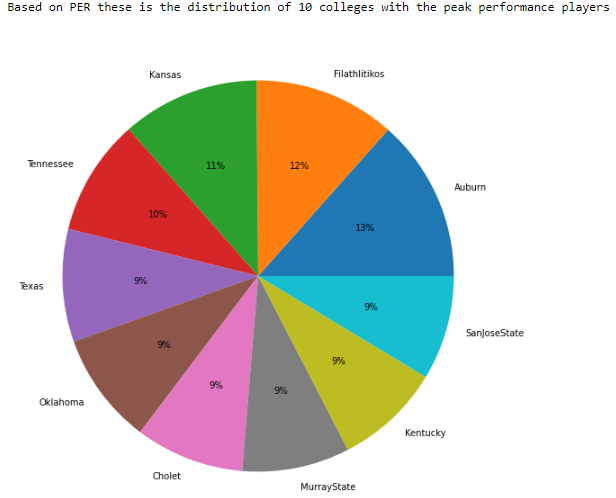 Based on PER these is the distribution of 10 colleges with the peak performance players
Kansas
Filathlitikos
Tennessee
11%
12%
Auburn
10%
13%
Texas
9%
9%
9%
SanJoseState
Oklahoma
9%
9%
9%
Kentucky
Cholet
MurrayState